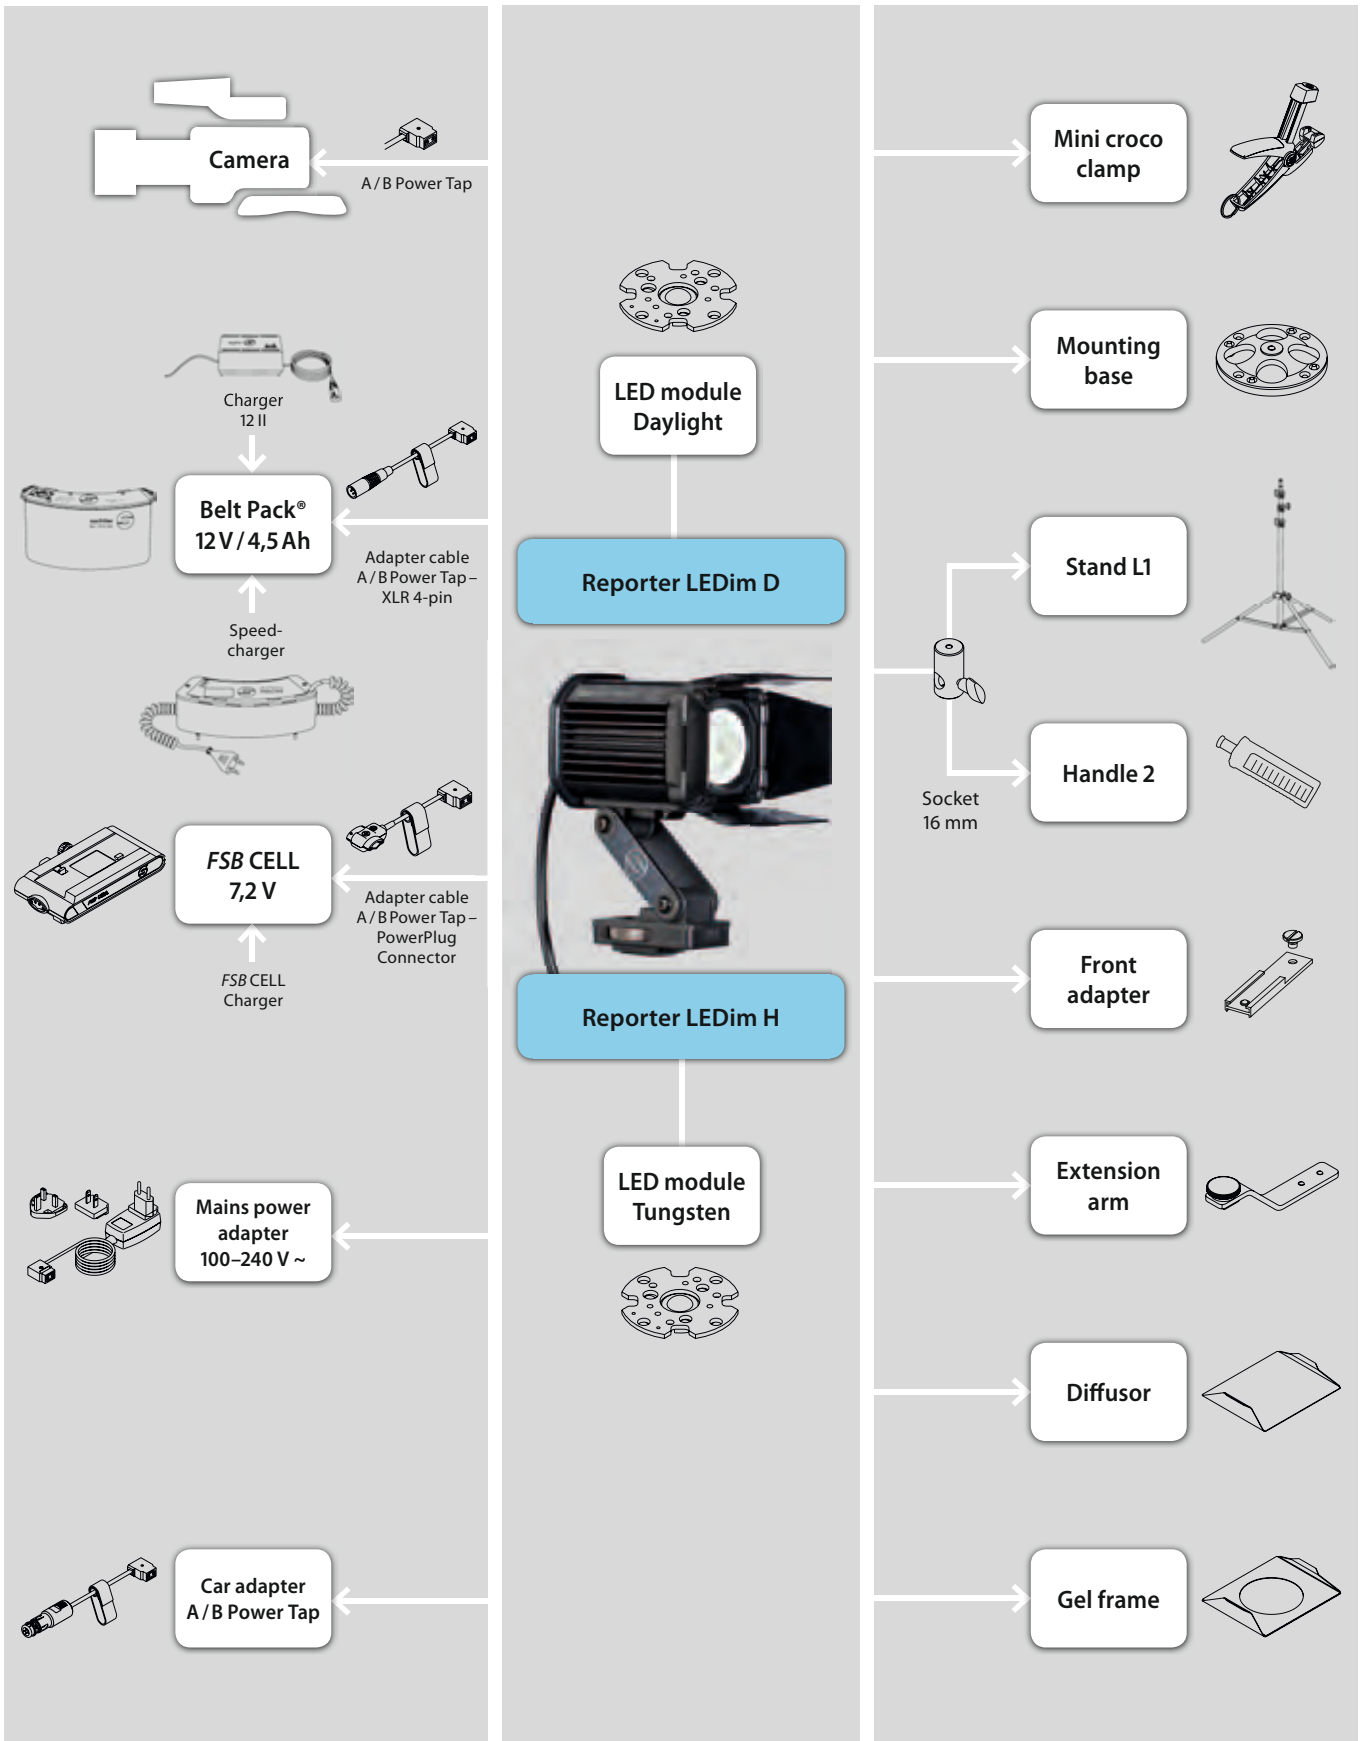 Camera
A / B Power Tap
Charger
12 II
Belt Pack®
12 V / 4,5 Ah
Adapter cable
A / B Power Tap –
XLR 4-pin
Speed-
charger
FSB CELL
7,2 V
Adapter cable
A / B Power Tap –
PowerPlug
Connector
FSB CELL
Charger
Mains power
adapter
100–240 V ~
Car adapter
A / B Power Tap
LED module
Daylight
Reporter LEDim D
Reporter LEDim H
LED module
Tungsten
Mini croco
clamp
Mounting
base
Stand L1
Handle 2
Socket
16 mm
Front
adapter
Extension
arm
Diffusor
Gel frame